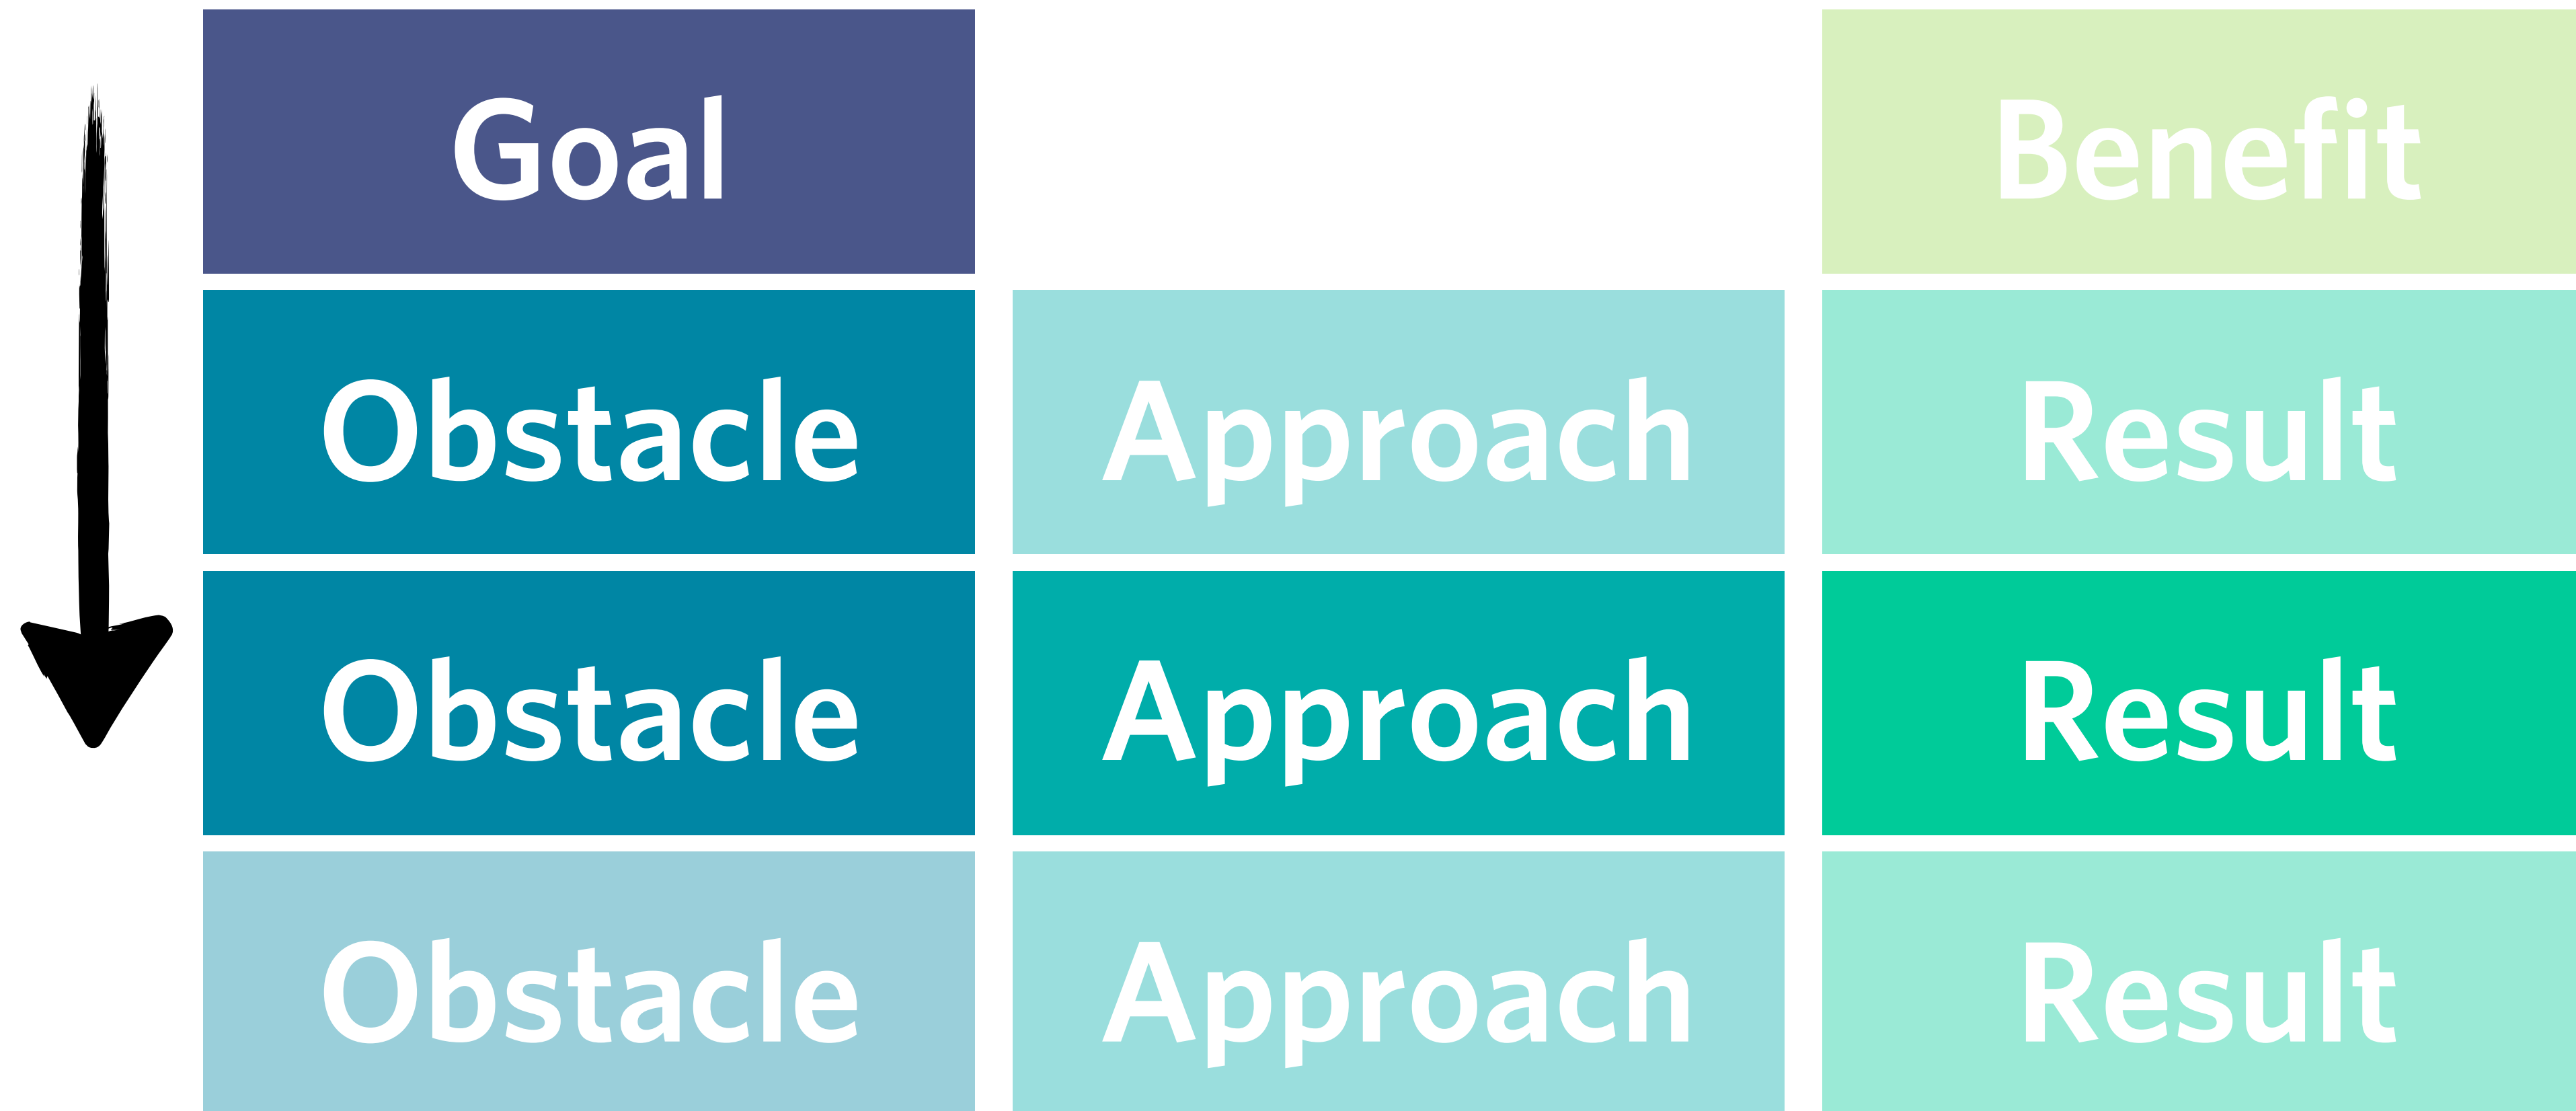 Goal
Benefit
Obstacle
Approach
Result
Obstacle
Approach
Result
Obstacle
Approach
Result